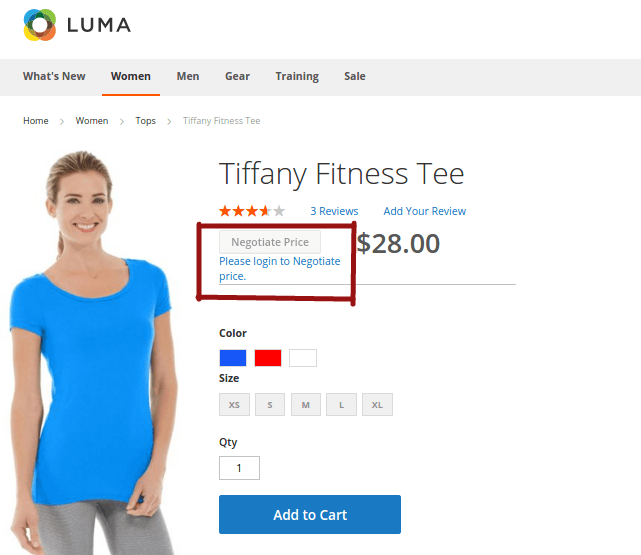 LUMA
What's New Women Men Gear Training Sale
Home > Women > Tops > Tiffany Fitness Tee
Tiffany Fitness Tee
3 Reviews Add Your Review
Negotiate Price
$28.00
Please login to Negotiate
price.
Color
Size
XS S M L XL
Qty
1
Add to Cart